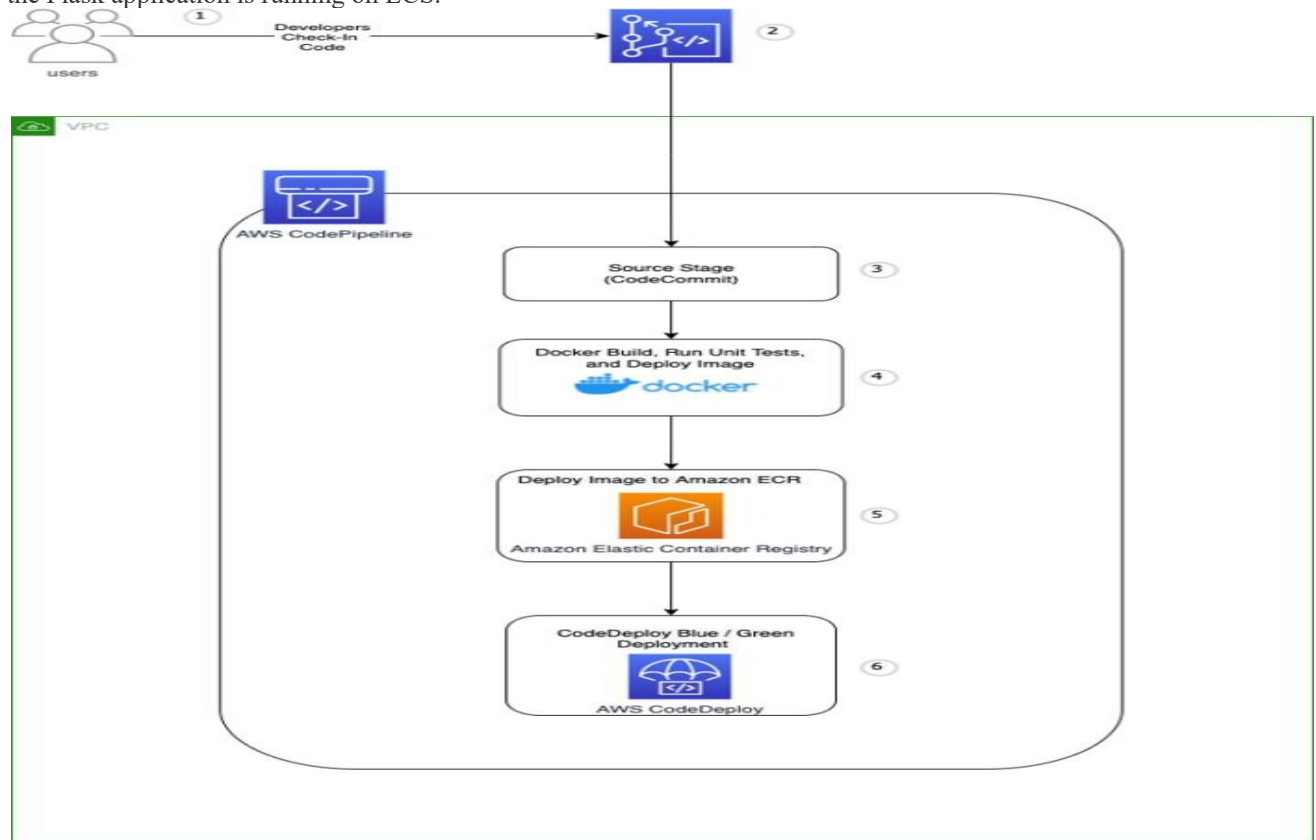 the Flask application is running on ECS.
1
Developers
Check-In
Code
2
users
VPC
</>
</>
AWS CodePipeline
Source Stage
(CodeCommit)
3
Docker Build, Run Unit Tests,
and Deploy Image
docker
4
Deploy Image to Amazon ECR
Amazon Elastic Container Registry
5
CodeDeploy Blue / Green
Deployment
</>
AWS CodeDeploy
6